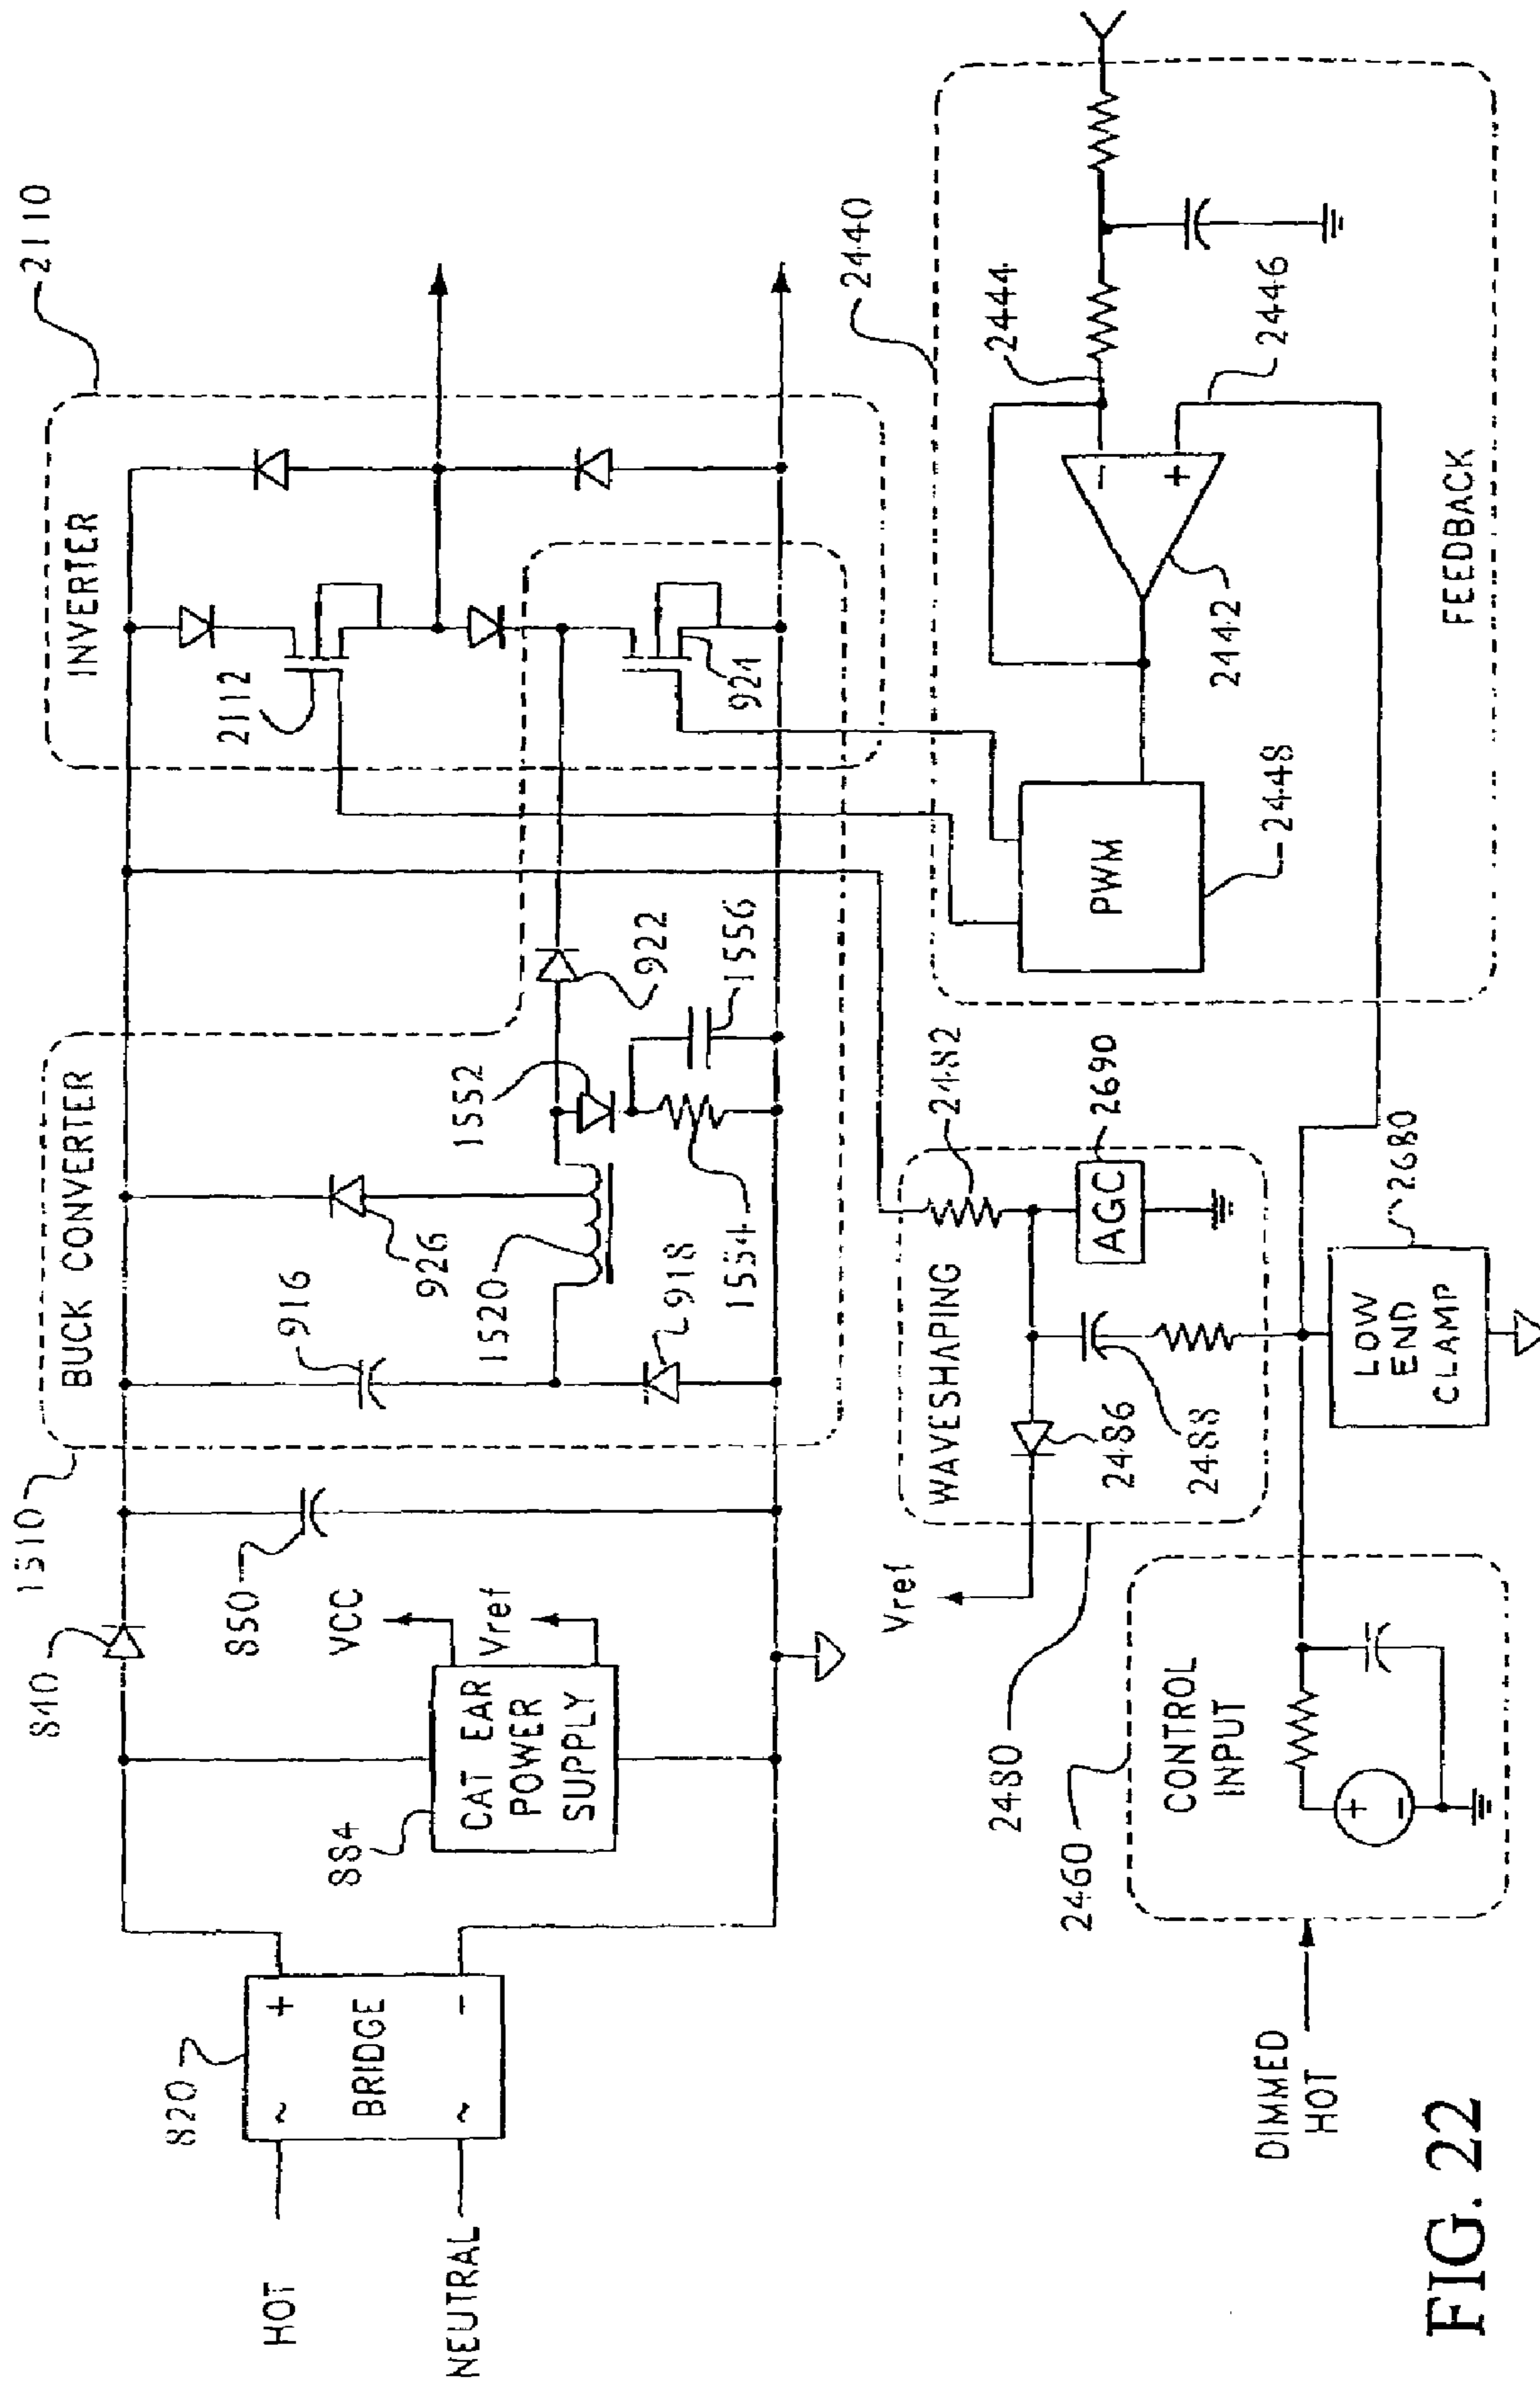 HOT
NEUTRAL
820
~
+
BRIDGE
~
−
840
884
CAT EAR
POWER
SUPPLY
VCC
Vref
850
1510
BUCK CONVERTER
916
926
1520
918
1552
1554
922
1556
INVERTER
2110
2112
924
DIMMED
HOT
2460
CONTROL
INPUT
+
−
2480
Vref
WAVESHAPING
2486
2488
2482
AGC
2690
LOW
END
CLAMP
2680
2440
PWM
2448
2442
−
+
2444
2446
FEEDBACK
FIG. 22